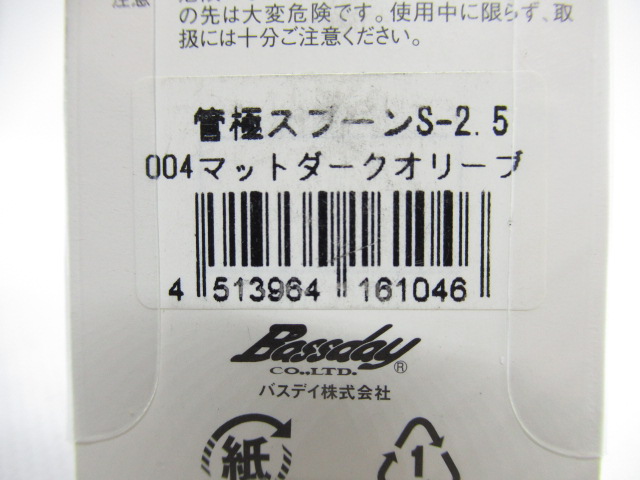 注意
の先は大変危険です。使用中に限らず、取
扱には十分ご注意ください。
管極スプーンS-2.5
004マットダークオリーブ
4 513964 161046
Bassday®
CO.,LTD.
バスデイ株式会社
紙
1